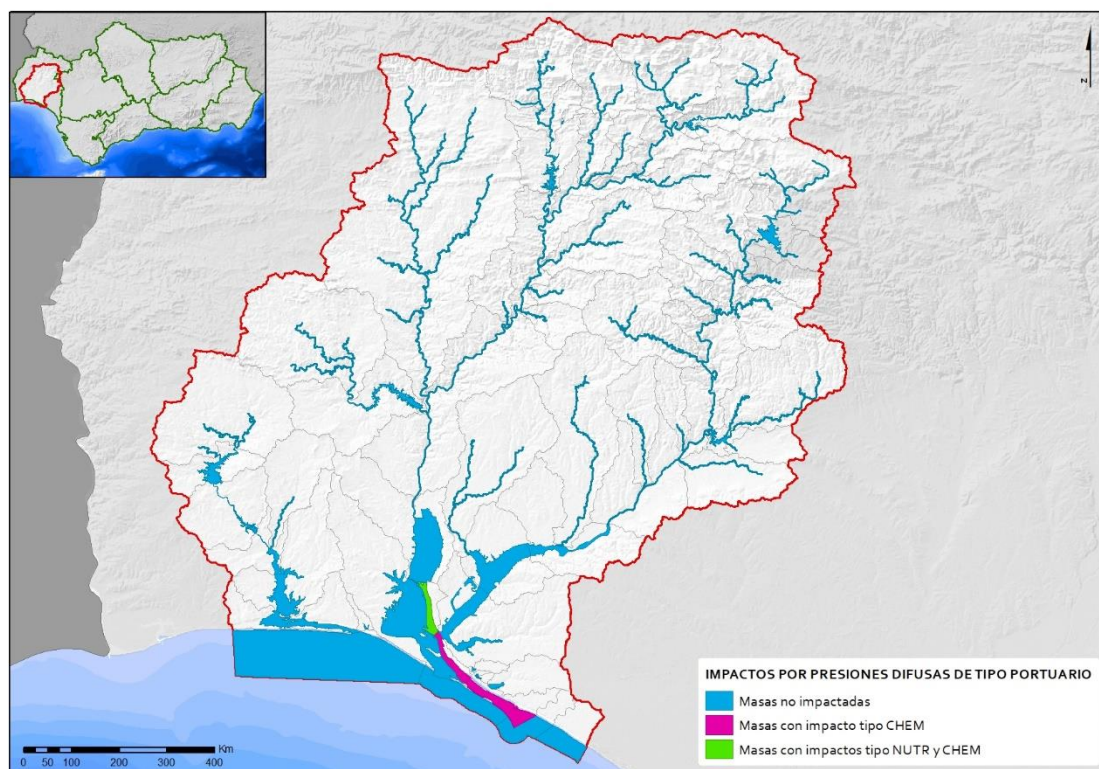 N
IMPACTOS POR PRESIONES DIFUSAS DE TIPO PORTUARIO
Masas no impactadas
Masas con impacto tipo CHEM
Masas con impactos tipo NUTR y CHEM
Km
0 50 100 200 300 400